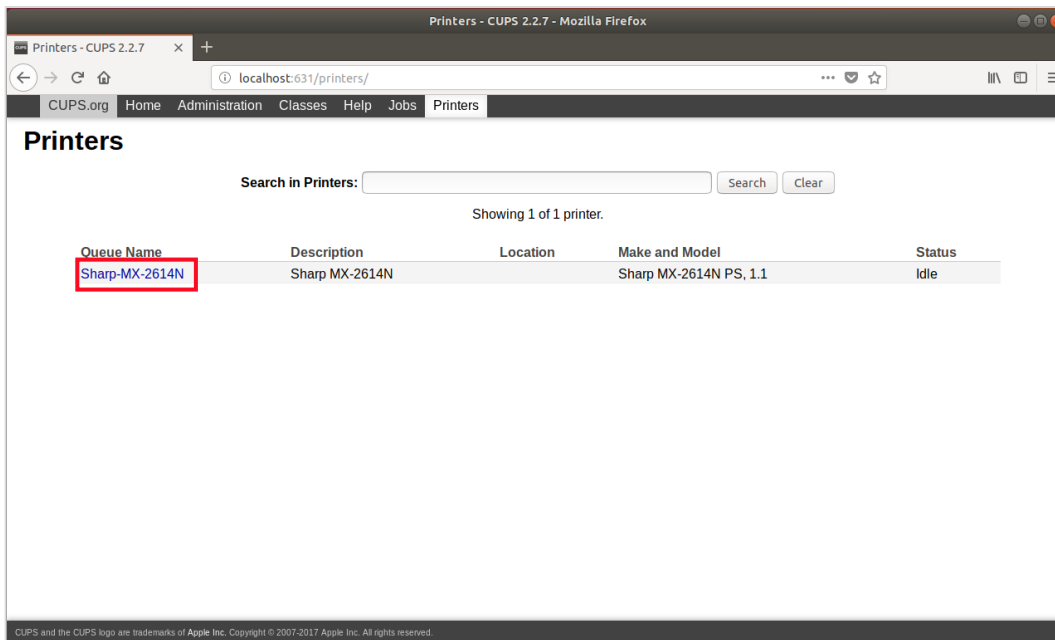 Printers - CUPS 2.2.7 - Mozilla Firefox
CUPS Printers - CUPS 2.2.7
localhost:631/printers/
CUPS.org Home Administration Classes Help Jobs Printers
Printers
Search in Printers: Search Clear
Showing 1 of 1 printer.
Queue Name Description Location Make and Model Status
Sharp-MX-2614N Sharp MX-2614N Sharp MX-2614N PS, 1.1 Idle
CUPS and the CUPS logo are trademarks of Apple Inc. Copyright © 2007-2017 Apple Inc. All rights reserved.